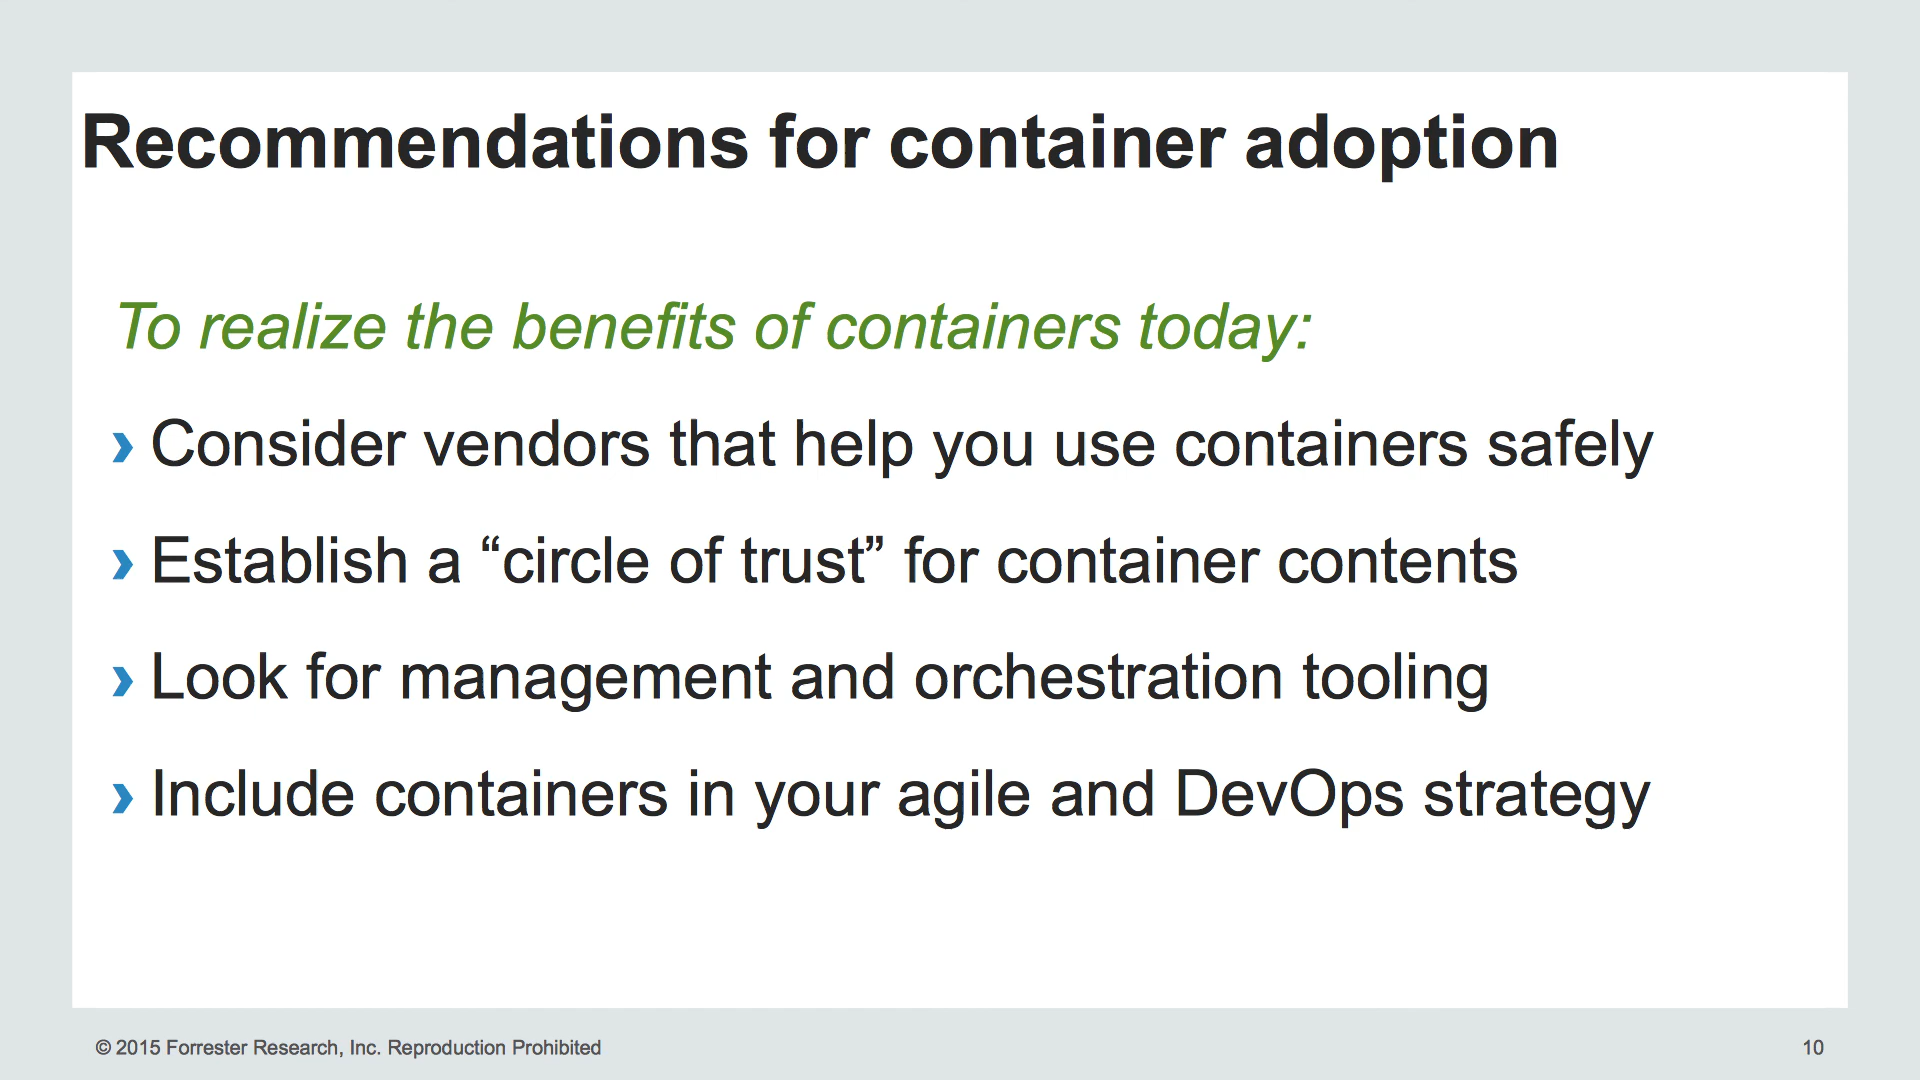 Recommendations for container adoption
To realize the benefits of containers today:
› Consider vendors that help you use containers safely
› Establish a “circle of trust” for container contents
› Look for management and orchestration tooling
› Include containers in your agile and DevOps strategy
© 2015 Forrester Research, Inc. Reproduction Prohibited
10